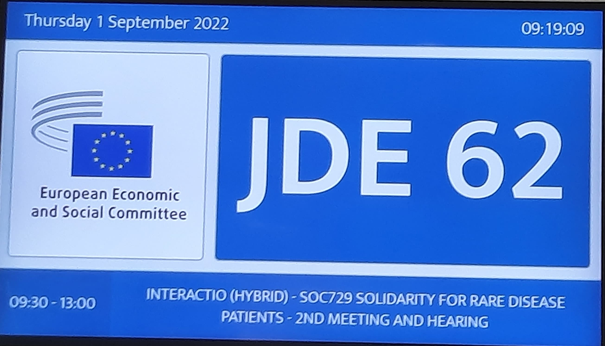 Thursday 1 September 2022
09:19:09
European Economic
and Social Committee
JDE 62
09:30 - 13:00
INTERACTIO (HYBRID) - SOC729 SOLIDARITY FOR RARE DISEASE
PATIENTS - 2ND MEETING AND HEARING